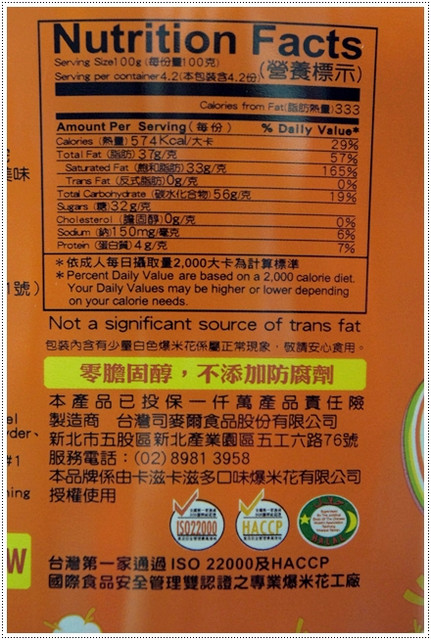 Nutrition Facts
Serving Size100g (每份量100克)
Serving per container4.2(本包裝含4.2份)
(營養標示)
Calories from Fat(脂肪熱量)333
Amount Per Serving(每份) % Daily Value*
Calories (熱量)574Kcal/大卡 29%
Total Fat (脂肪)37g/克 57%
Saturated Fat (飽和脂肪)33g/克 165%
Trans Fat (反式脂肪)0g/克 0%
Total Carbohydrate (碳水化合物)56g/克 19%
Sugars (糖)32g/克
Cholesterol (膽固醇)0g/克 0%
Sodium (鈉)150mg/毫克 6%
Protein (蛋白質)4g/克 7%
*依成人每日攝取量2,000大卡為計算標準
*Percent Daily Value are based on a 2,000 calorie diet.
Your Daily Values may be higher or lower depending
on your calorie needs.
美味
號)
Not a significant source of trans fat
包裝內含有少量白色爆米花係屬正常現象，敬請安心食用。
零膽固醇，不添加防腐劑
本產品已投保一仟萬產品責任險
製造商 台灣司麥爾食品股份有限公司
新北市五股區新北產業園區五工六路76號
服務電話：(02) 8981 3958
本品牌係由卡滋卡滋多口味爆米花有限公司
授權使用
#1
ISO22000
HACCP
W
台灣第一家通過 ISO 22000及HACCP
國際食品安全管理雙認證之專業爆米花工廠